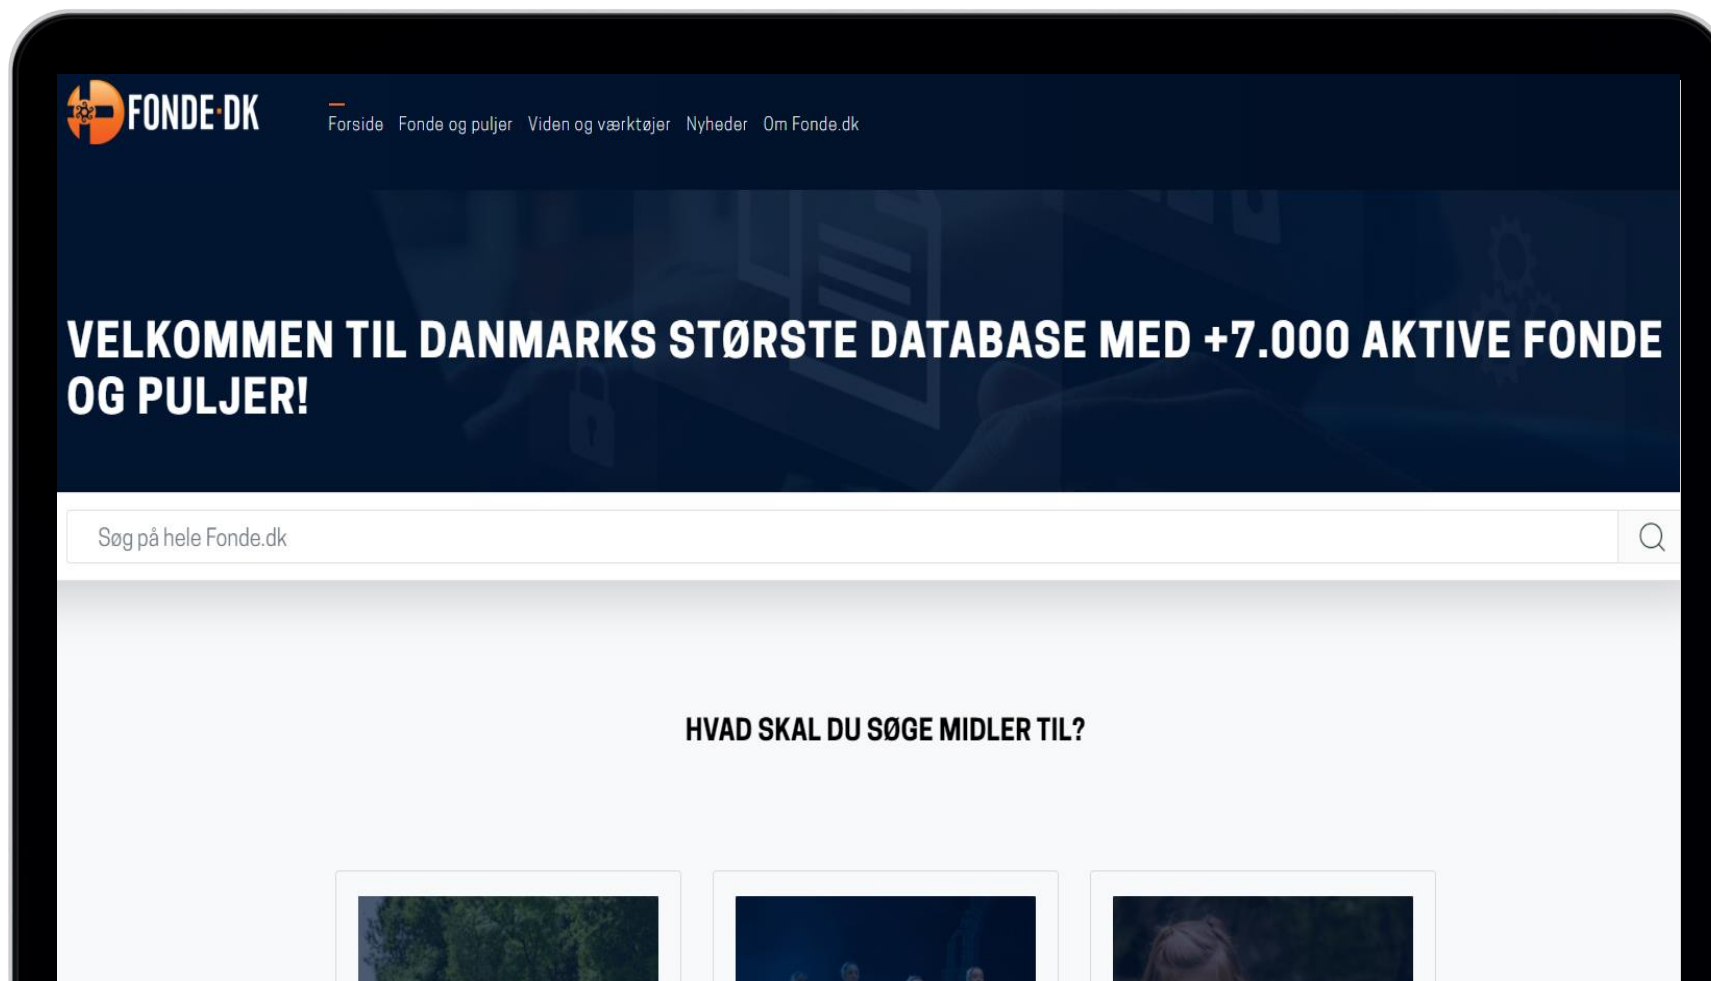 FONDE·DK
Forside Fonde og puljer Viden og værktøjer Nyheder Om Fonde.dk
VELKOMMEN TIL DANMARKS STØRSTE DATABASE MED +7.000 AKTIVE FONDE
OG PULJER!
Søg på hele Fonde.dk
HVAD SKAL DU SØGE MIDLER TIL?